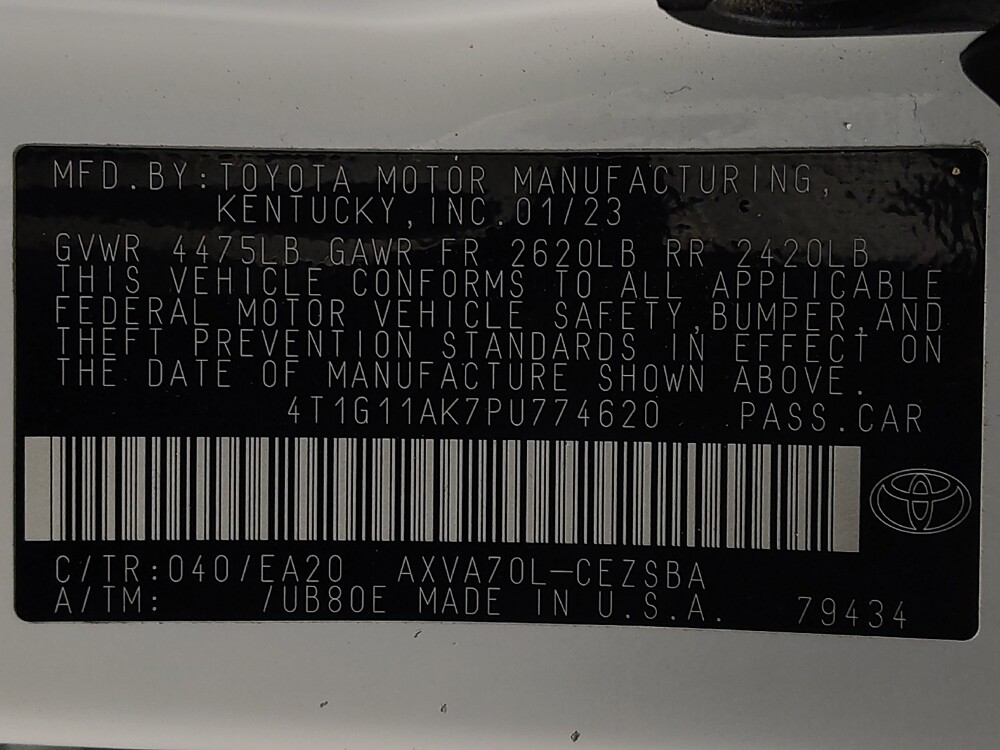 MFD.BY:TOYOTA MOTOR MANUFACTURING,
KENTUCKY,INC.01/23
GVWR 4475LB GAWR FR 2620LB RR 2420LB
THIS VEHICLE CONFORMS TO ALL APPLICABLE
FEDERAL MOTOR VEHICLE SAFETY,BUMPER,AND
THEFT PREVENTION STANDARDS IN EFFECT ON
THE DATE OF MANUFACTURE SHOWN ABOVE.
4T1G11AK7PU774620 PASS.CAR
C/TR:040/EA20 AXVA70L-CEZSBA
A/TM: /UB80E MADE IN U.S.A. 79434